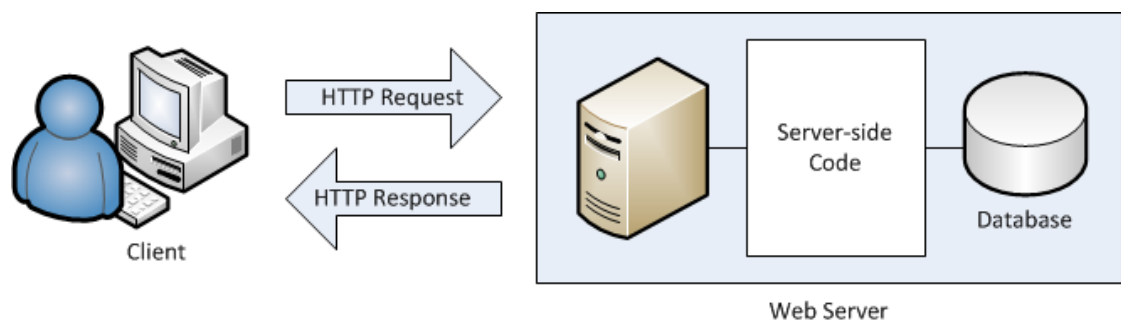 HTTP Request
HTTP Response
Client
Server-side
Code
Database
Web Server